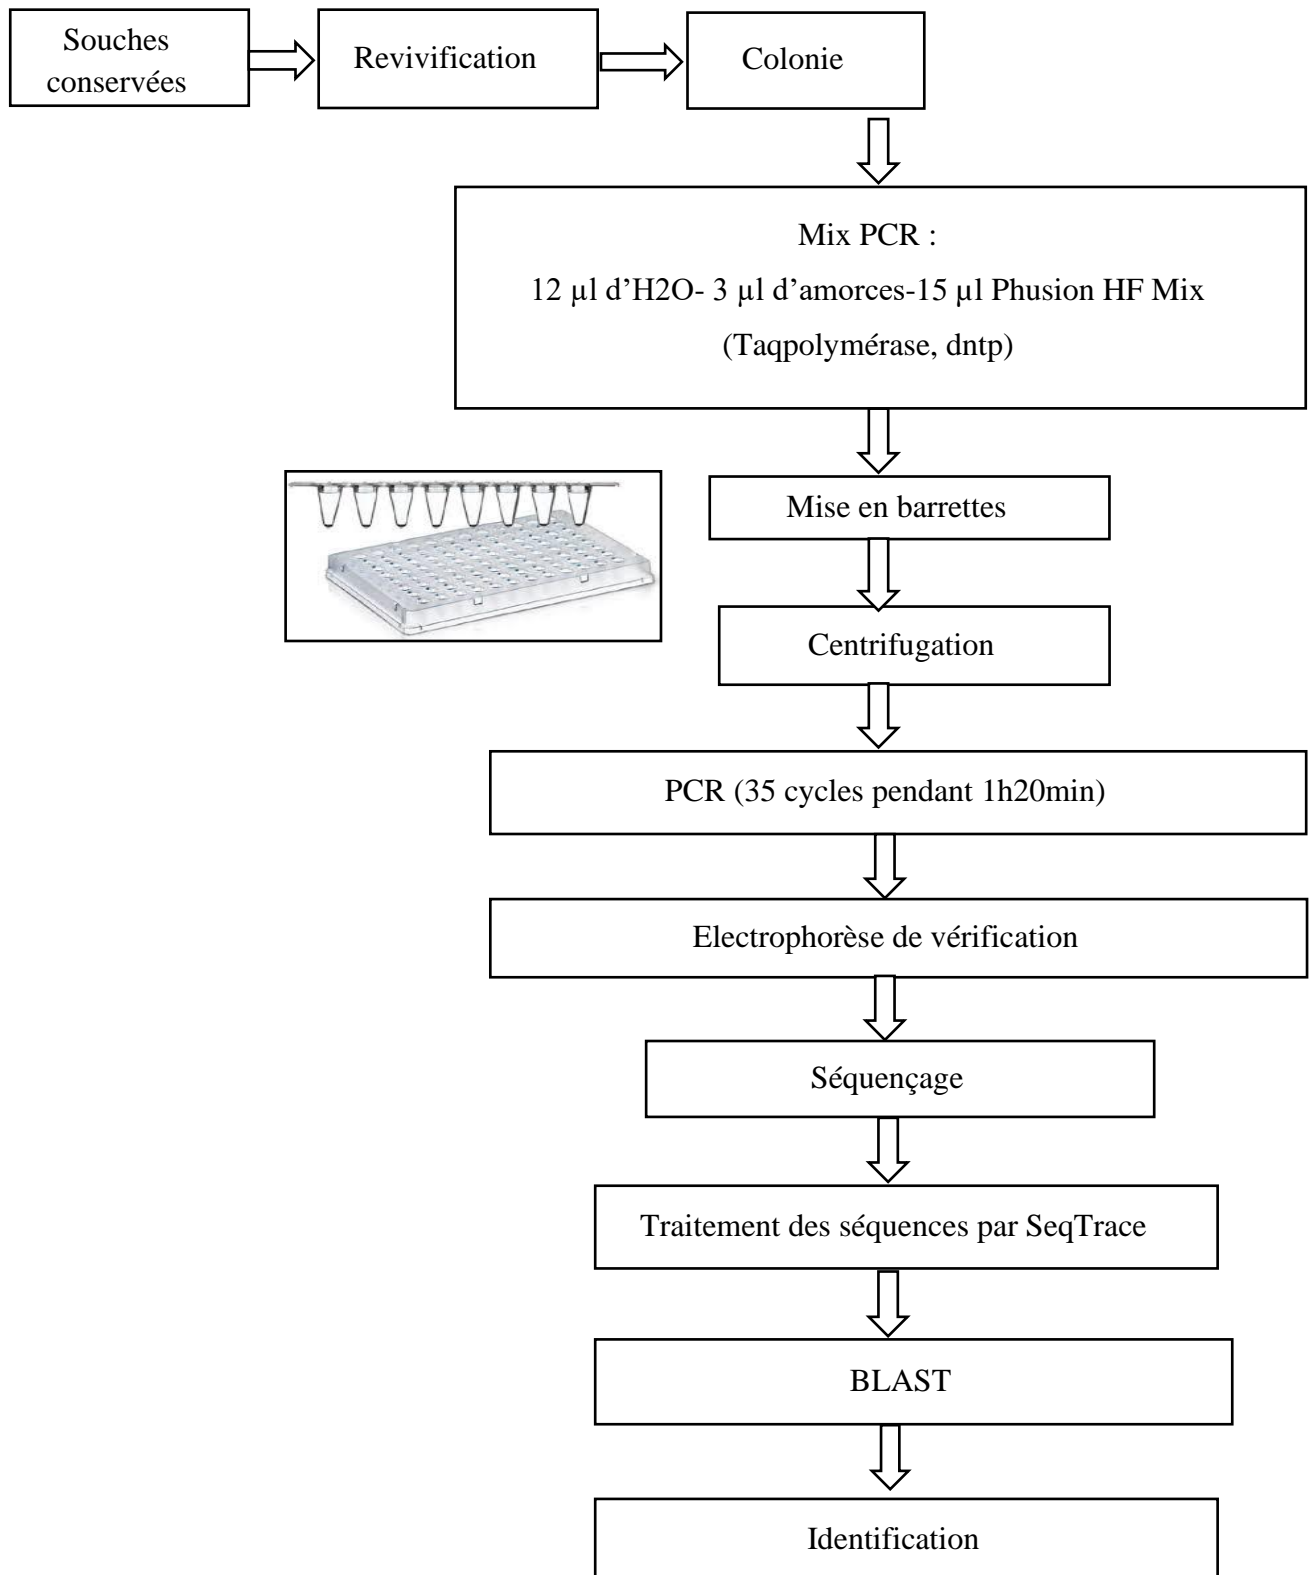 Souches
conservées
Revivification
Colonie
Mix PCR :
12 µl d’H2O- 3 µl d’amorces-15 µl Phusion HF Mix
(Taqpolymérase, dntp)
Mise en barrettes
Centrifugation
PCR (35 cycles pendant 1h20min)
Electrophorèse de vérification
Séquençage
Traitement des séquences par SeqTrace
BLAST
Identification